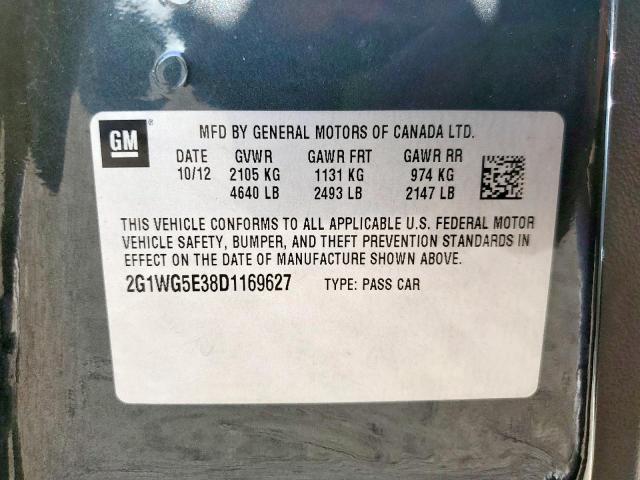 GM
MFD BY GENERAL MOTORS OF CANADA LTD.
DATE GVWR GAWR FRT GAWR RR
10/12 2105 KG 1131 KG 974 KG
4640 LB 2493 LB 2147 LB
THIS VEHICLE CONFORMS TO ALL APPLICABLE U.S. FEDERAL MOTOR
VEHICLE SAFETY, BUMPER, AND THEFT PREVENTION STANDARDS IN
EFFECT ON THE DATE OF MANUFACTURE SHOWN ABOVE.
2G1WG5E38D1169627 TYPE: PASS CAR